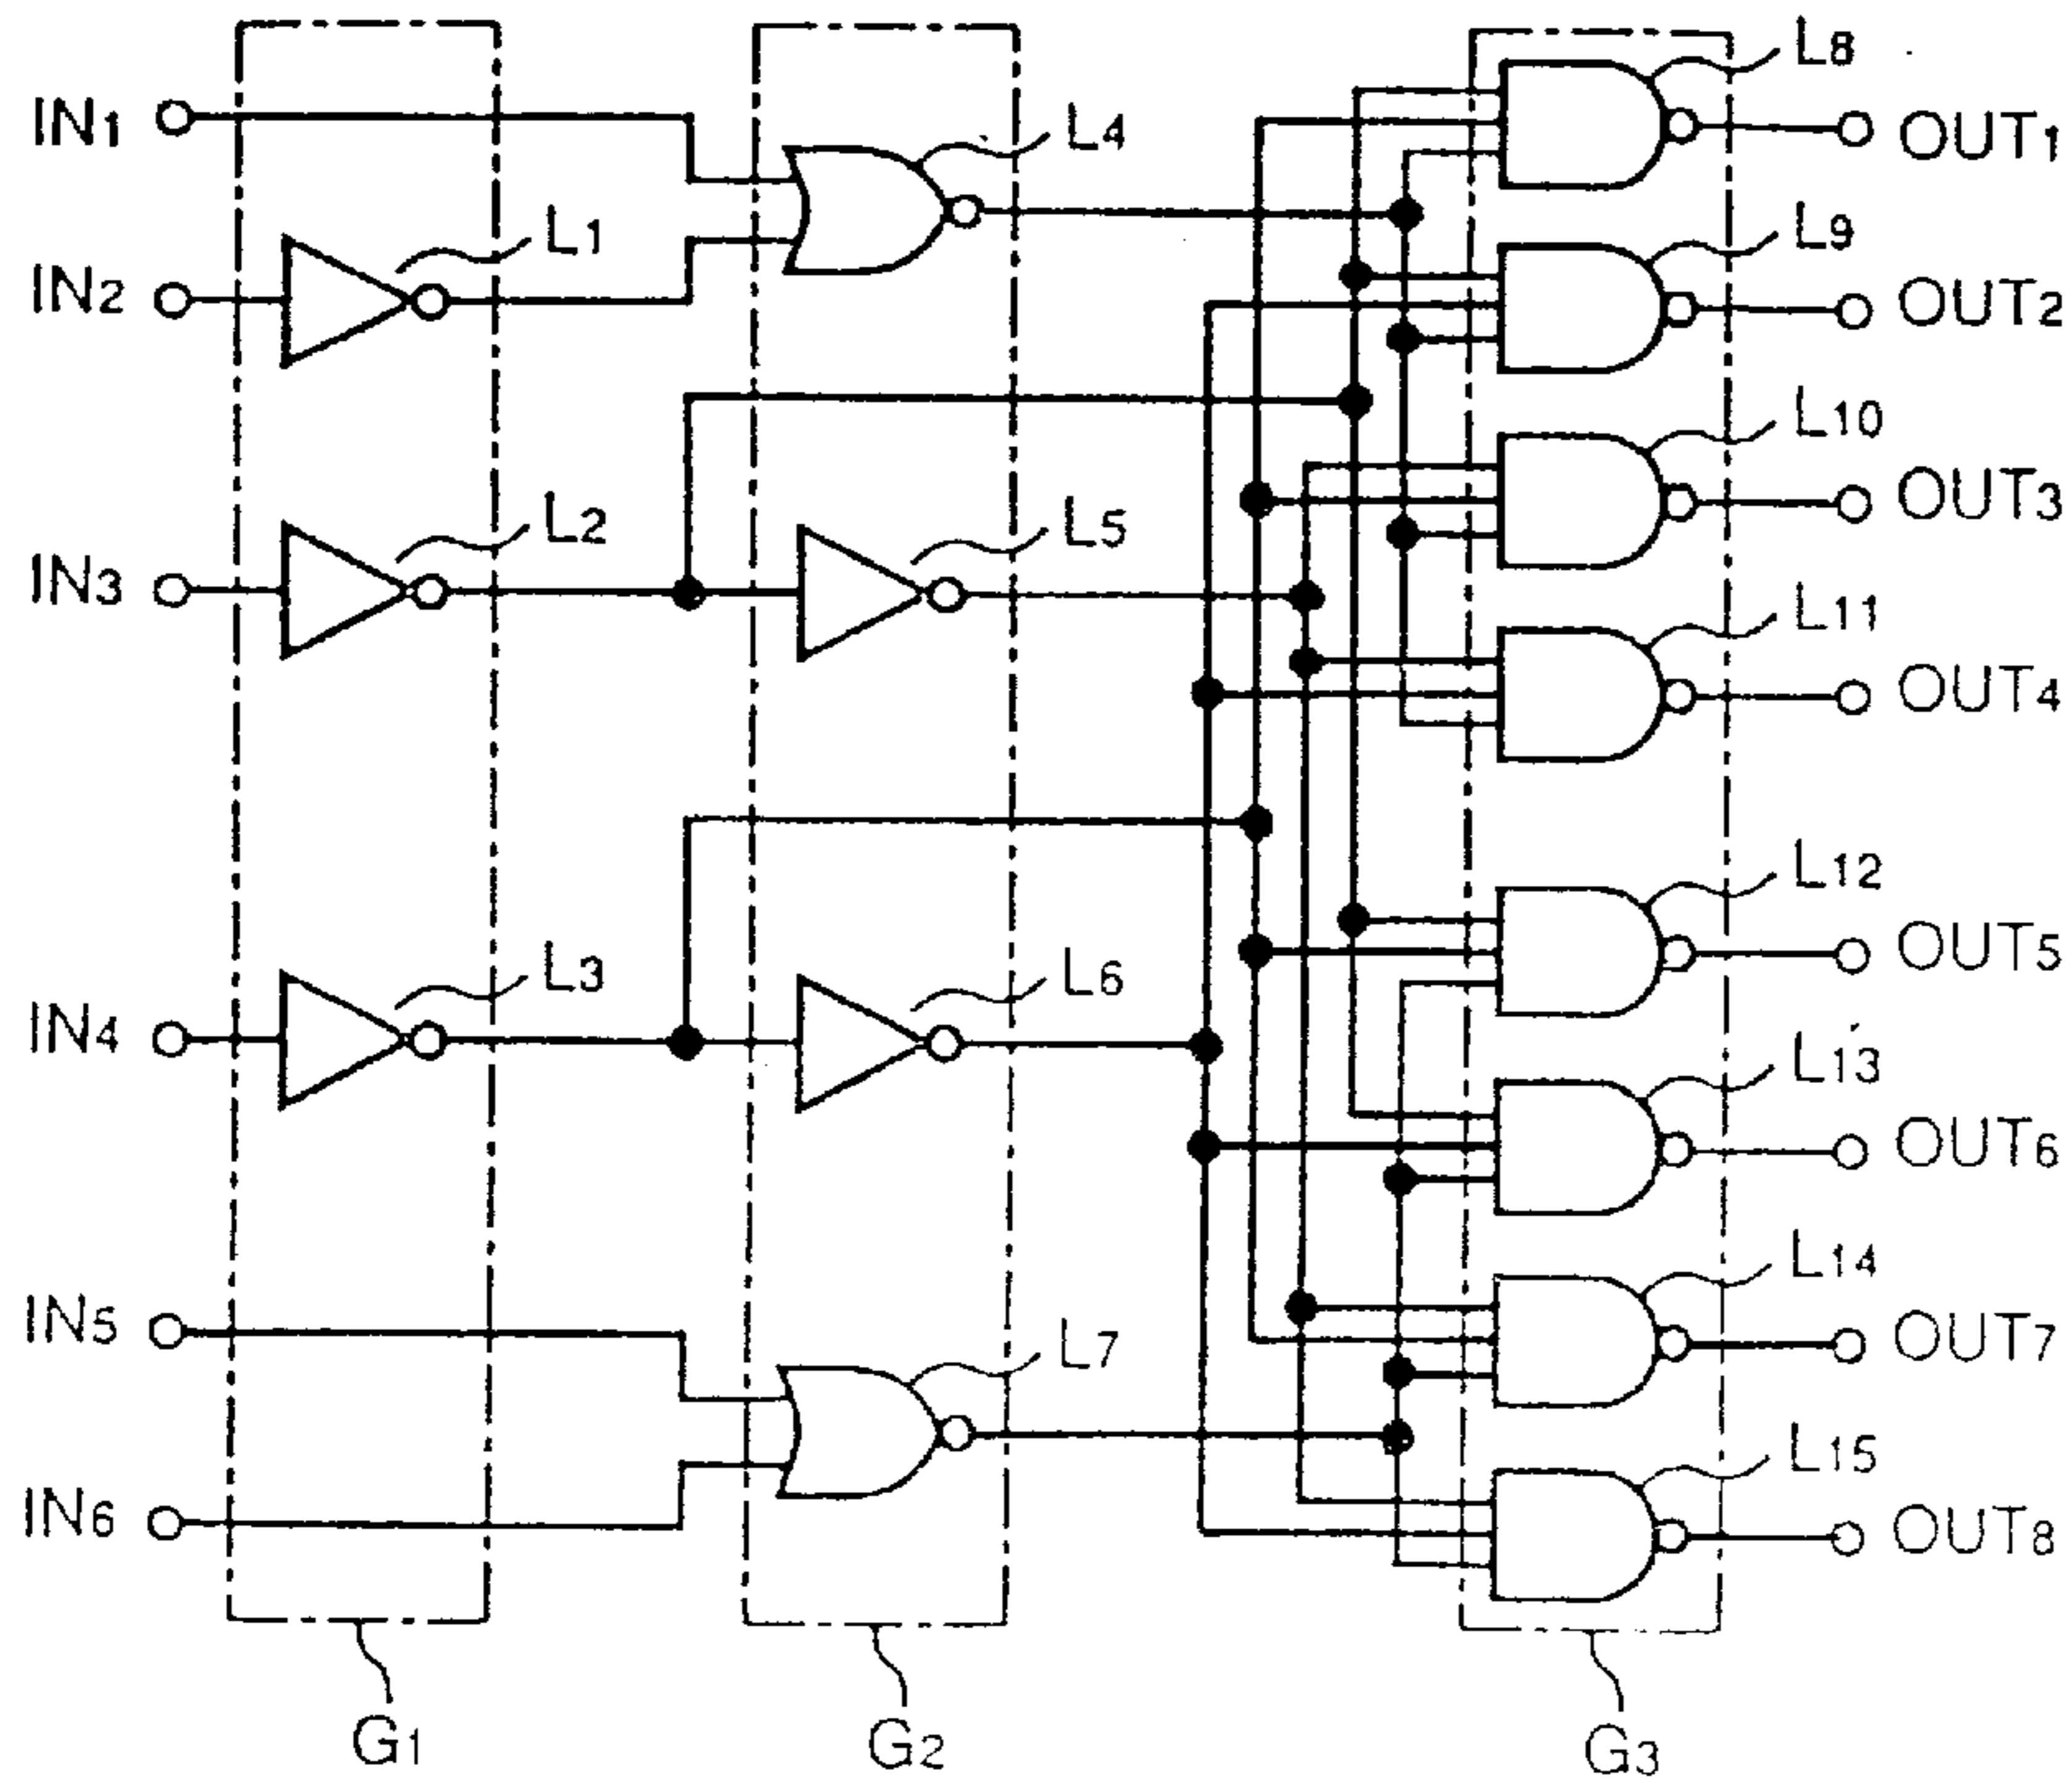 L8
IN1
L4
OUT1
L1
L9
IN2
OUT2
L10
L2
L5
OUT3
IN3
L11
OUT4
L12
L3
L6
OUT5
IN4
L13
OUT6
L14
IN5
L7
OUT7
L15
IN6
OUT8
G1
G2
G3